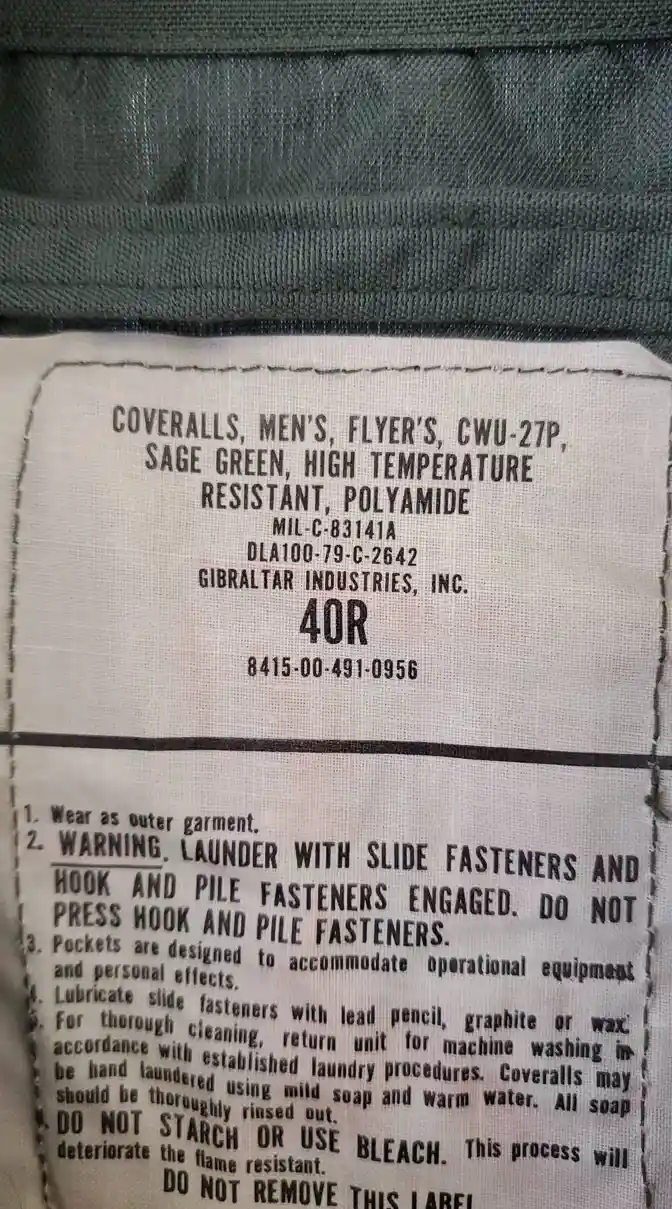 COVERALLS, MEN'S, FLYER'S, CWU-27P,
SAGE GREEN, HIGH TEMPERATURE
RESISTANT, POLYAMIDE
MIL-C-83141A
DLA100-79-C-2642
GIBRALTAR INDUSTRIES, INC.
40R
8415-00-491-0956
1. Wear as outer garment.
2. WARNING. LAUNDER WITH SLIDE FASTENERS AND
HOOK AND PILE FASTENERS ENGAGED. DO NOT
PRESS HOOK AND PILE FASTENERS.
3. Pockets are designed to accommodate operational equipment
and personal effects.
4. Lubricate slide fasteners with lead pencil, graphite or wax.
5. For thorough cleaning, return unit for machine washing in
accordance with established laundry procedures. Coveralls may
be hand laundered using mild soap and warm water. All soap
should be thoroughly rinsed out.
DO NOT STARCH OR USE BLEACH. This process will
deteriorate the flame resistant.
DO NOT REMOVE THIS LABEL